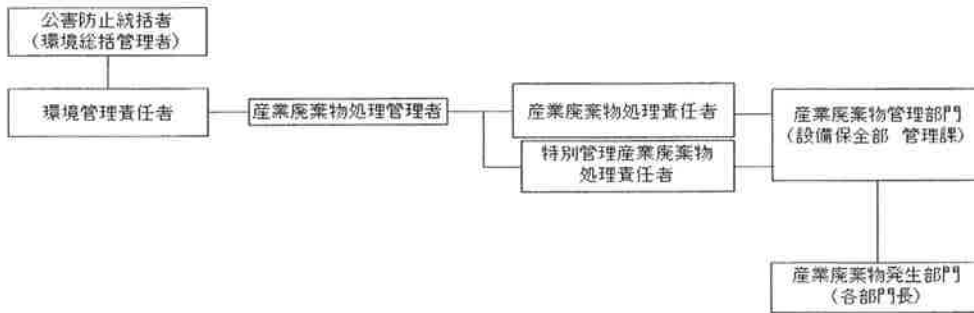 公害防止統括者
（環境総括管理者）
環境管理責任者
産業廃棄物処理管理者
産業廃棄物処理責任者
特別管理産業廃棄物
処理責任者
産業廃棄物管理部門
（設備保全部 管理課）
産業廃棄物発生部門
（各部門長）